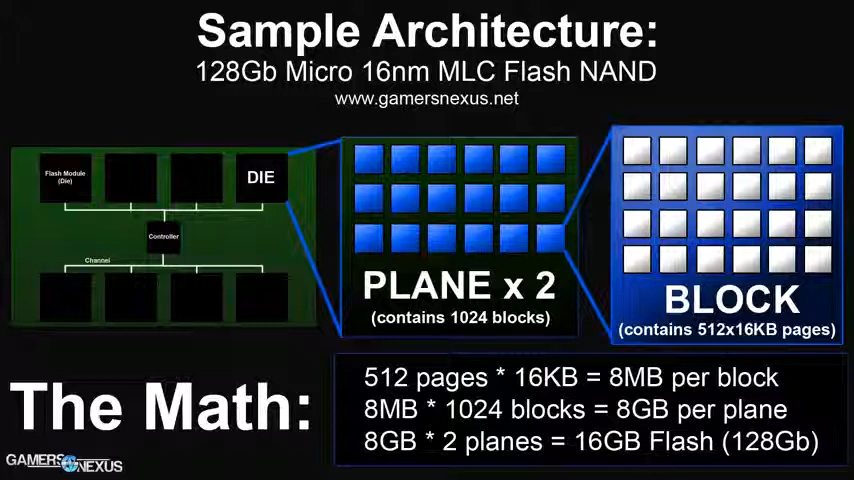 Sample Architecture:
128Gb Micro 16nm MLC Flash NAND
www.gamersnexus.net
Flash Module
(Die)
DIE
Controller
Channel
PLANE x 2
(contains 1024 blocks)
BLOCK
(contains 512x16KB pages)
The Math:
512 pages * 16KB = 8MB per block
8MB * 1024 blocks = 8GB per plane
8GB * 2 planes = 16GB Flash (128Gb)
GAMERS NEXUS